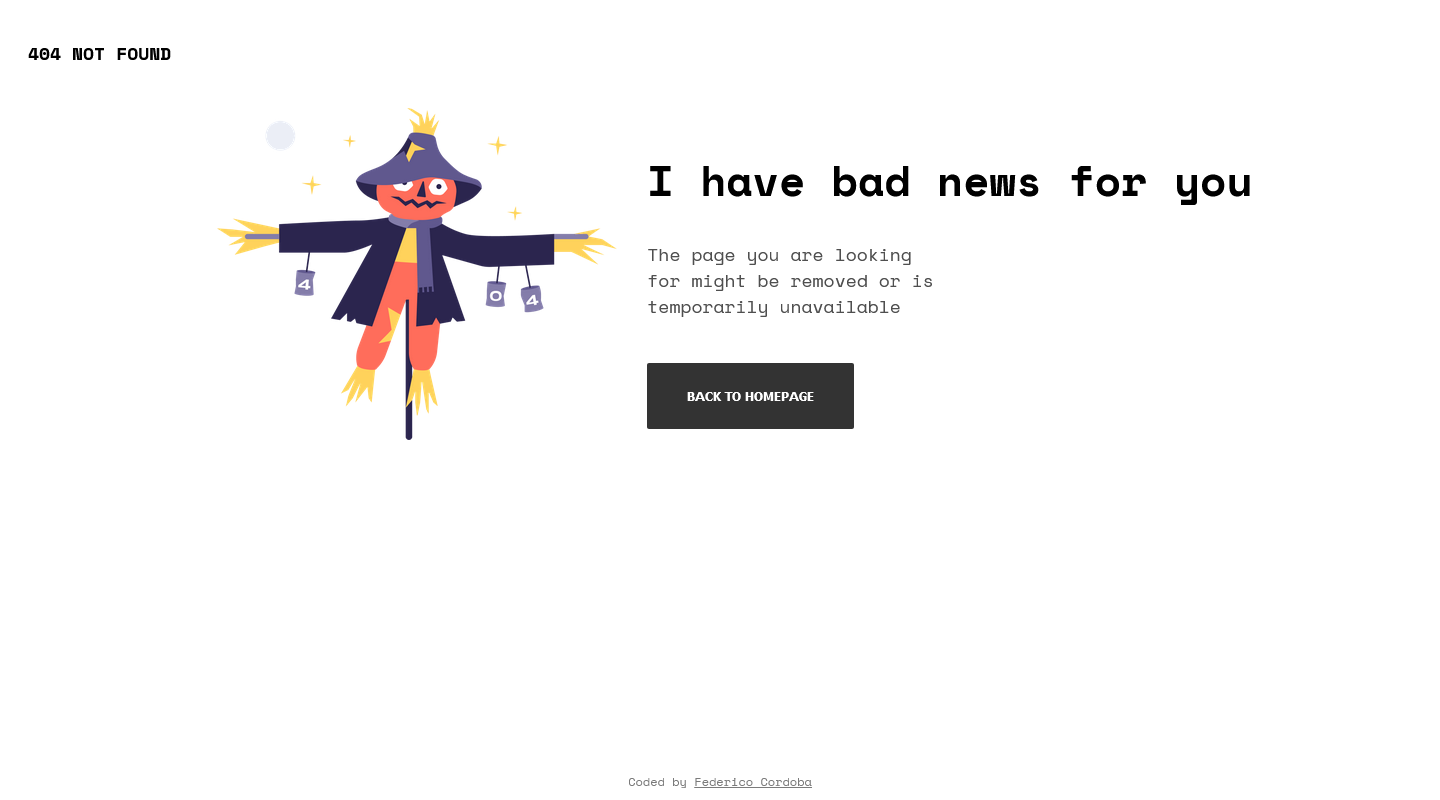 404 NOT FOUND
I have bad news for you
The page you are looking
for might be removed or is
temporarily unavailable
BACK TO HOMEPAGE
4
0
4
Coded by Federico Cordoba